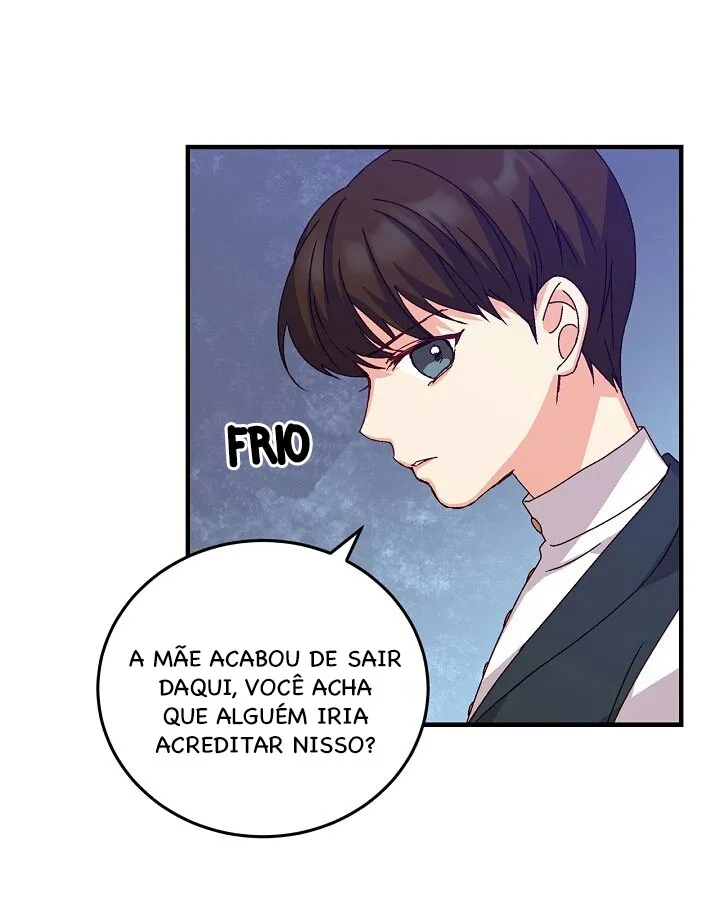 FRIO
A MÃE ACABOU DE SAIR
DAQUI, VOCÊ ACHA
QUE ALGUÉM IRIA
ACREDITAR NISSO?